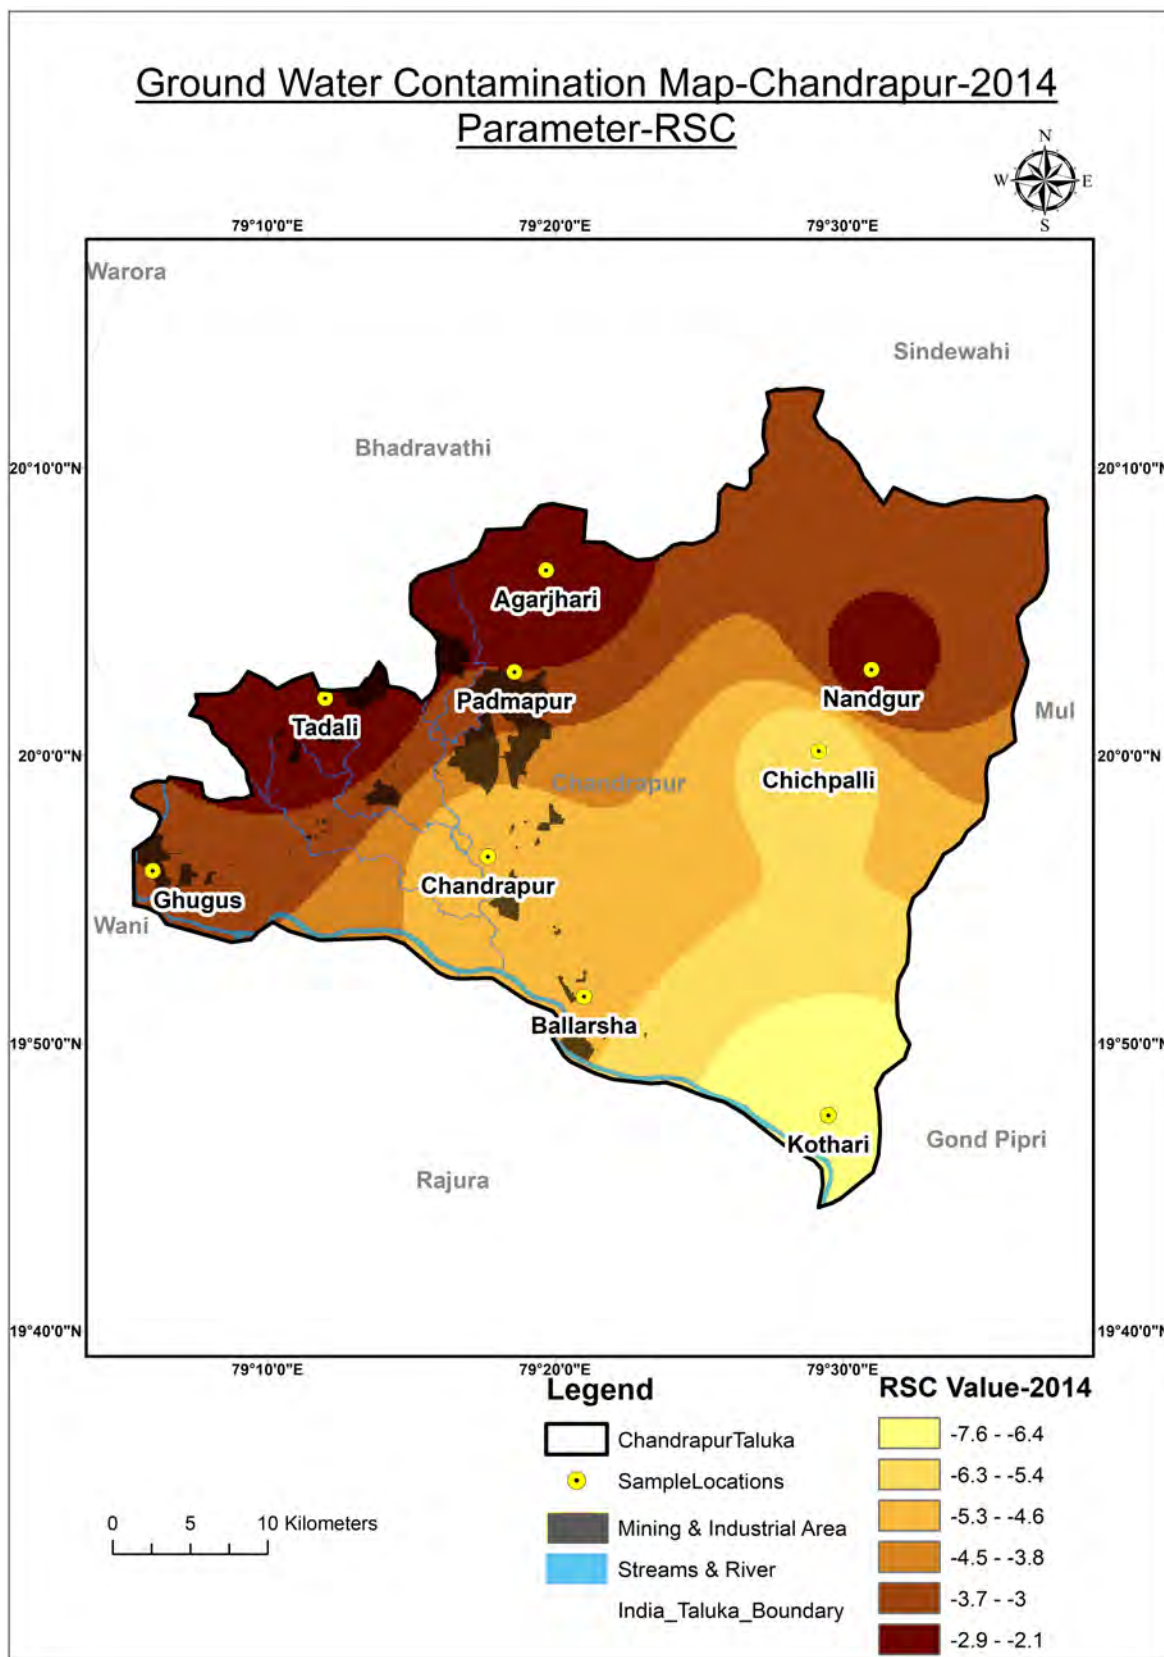 Ground Water Contamination Map-Chandrapur-2014
Parameter-RSC
N
W E
S
79°10'0"E 79°20'0"E 79°30'0"E
Warora
Sindewahi
Bhadravathi
20°10'0"N 20°10'0"N
Agarjhari
Padmapur
Nandgur
Tadali
Mul
20°0'0"N 20°0'0"N
Chandrapur
Chichpalli
Chandrapur
Ghugus
Wani
Ballarsha
19°50'0"N 19°50'0"N
Kothari
Gond Pipri
Rajura
19°40'0"N 19°40'0"N
79°10'0"E 79°20'0"E 79°30'0"E
Legend
ChandrapurTaluka
SampleLocations
Mining & Industrial Area
Streams & River
India_Taluka_Boundary
RSC Value-2014
-7.6 - -6.4
-6.3 - -5.4
-5.3 - -4.6
-4.5 - -3.8
-3.7 - -3
-2.9 - -2.1
0 5 10 Kilometers